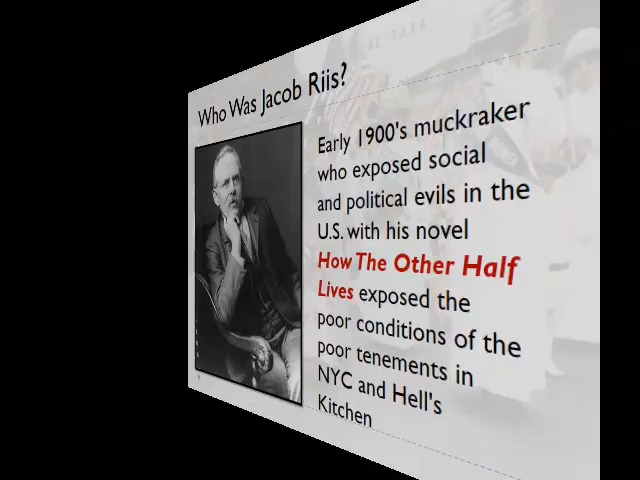 Who Was Jacob Riis?
Early 1900's muckraker
who exposed social
and political evils in the
U.S. with his novel
How The Other Half
Lives exposed the
poor conditions of the
poor tenements in
NYC and Hell's
Kitchen